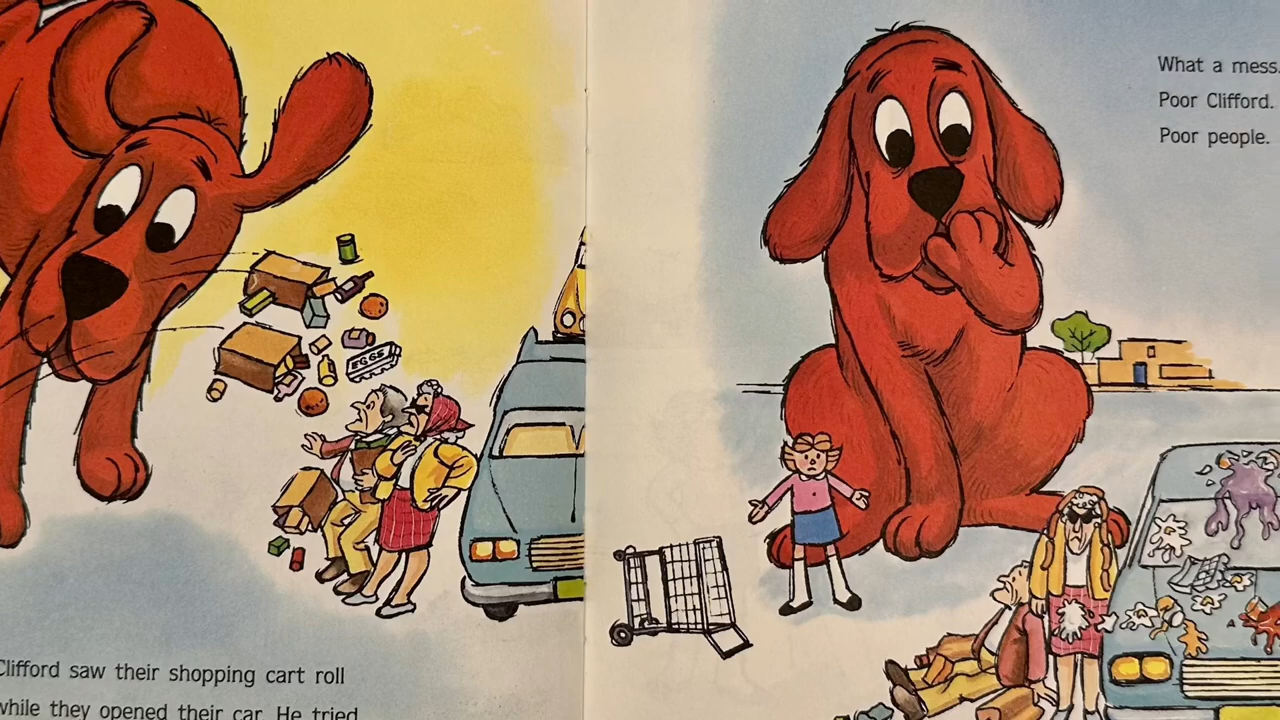 Clifford saw their shopping cart roll
while they opened their car. He tried
EGGS
What a mess.
Poor Clifford.
Poor people.